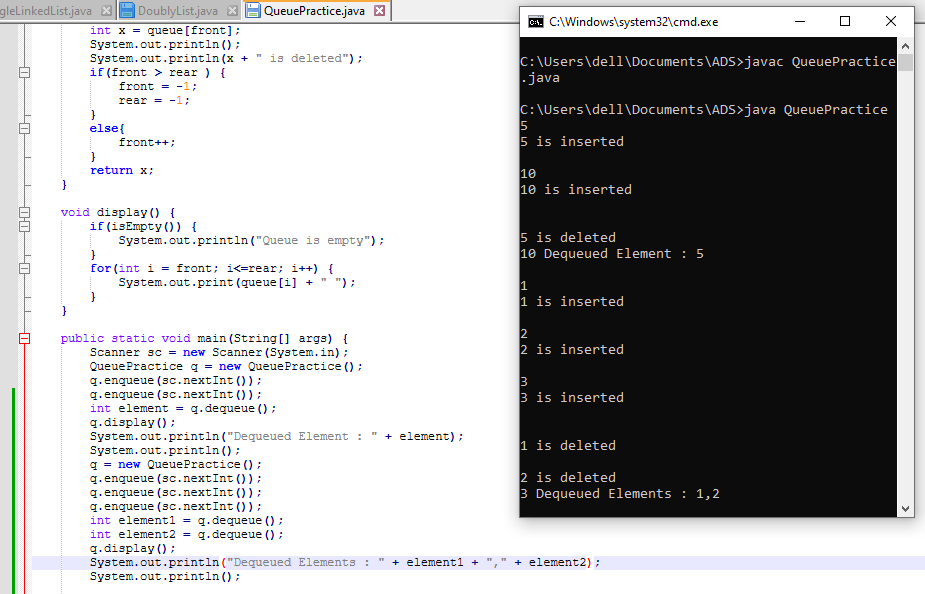 gleLinkedList.java
DoublyList.java
QueuePractice.java
int x = queue[front];
System.out.println();
System.out.println(x + " is deleted");
if(front > rear ) {
front = -1;
rear = -1;
}
else{
front++;
}
return x;
}
void display() {
if(isEmpty()) {
System.out.println("Queue is empty");
}
for(int i = front; i<=rear; i++) {
System.out.print(queue[i] + " ");
}
}
public static void main(String[] args) {
Scanner sc = new Scanner(System.in);
QueuePractice q = new QueuePractice();
q.enqueue(sc.nextInt());
q.enqueue(sc.nextInt());
int element = q.dequeue();
q.display();
System.out.println("Dequeued Element : " + element);
System.out.println();
q = new QueuePractice();
q.enqueue(sc.nextInt());
q.enqueue(sc.nextInt());
q.enqueue(sc.nextInt());
int element1 = q.dequeue();
int element2 = q.dequeue();
q.display();
System.out.println("Dequeued Elements : " + element1 + "," + element2);
System.out.println();
C:\Windows\system32\cmd.exe
C:\Users\dell\Documents\ADS>javac QueuePractice
.java
C:\Users\dell\Documents\ADS>java QueuePractice
5
5 is inserted
10
10 is inserted
5 is deleted
10 Dequeued Element : 5
1
1 is inserted
2
2 is inserted
3
3 is inserted
1 is deleted
2 is deleted
3 Dequeued Elements : 1,2